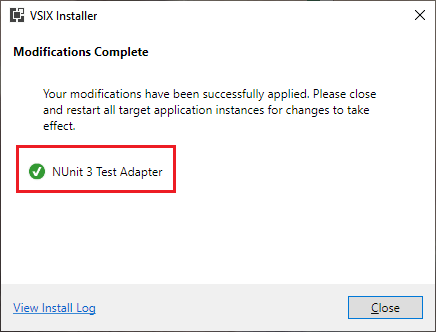 VSIX Installer
Modifications Complete
Your modifications have been successfully applied. Please close
and restart all target application instances for changes to take
effect.
NUnit 3 Test Adapter
View Install Log
Close